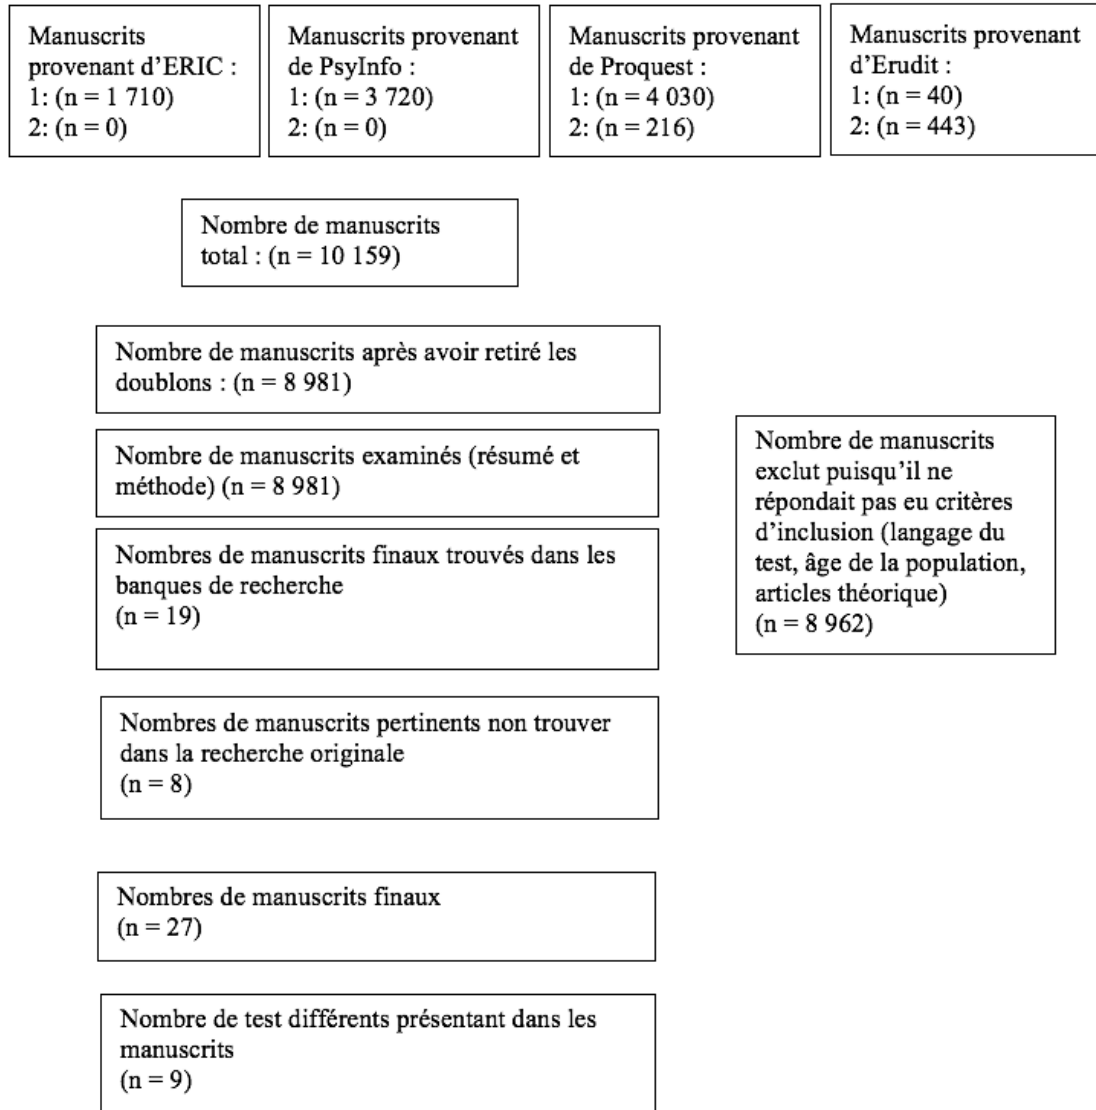 Manuscrits
provenant d’ERIC :
1: (n = 1 710)
2: (n = 0)
Manuscrits provenant
de PsyInfo :
1: (n = 3 720)
2: (n = 0)
Manuscrits provenant
de Proquest :
1: (n = 4 030)
2: (n = 216)
Manuscrits provenant
d’Erudit :
1: (n = 40)
2: (n = 443)
Nombre de manuscrits
total : (n = 10 159)
Nombre de manuscrits après avoir retiré les
doublons : (n = 8 981)
Nombre de manuscrits examinés (résumé et
méthode) (n = 8 981)
Nombres de manuscrits finaux trouvés dans les
banques de recherche
(n = 19)
Nombre de manuscrits
exclut puisqu’il ne
répondait pas eu critères
d’inclusion (langage du
test, âge de la population,
articles théorique)
(n = 8 962)
Nombres de manuscrits pertinents non trouver
dans la recherche originale
(n = 8)
Nombres de manuscrits finaux
(n = 27)
Nombre de test différents présentant dans les
manuscrits
(n = 9)